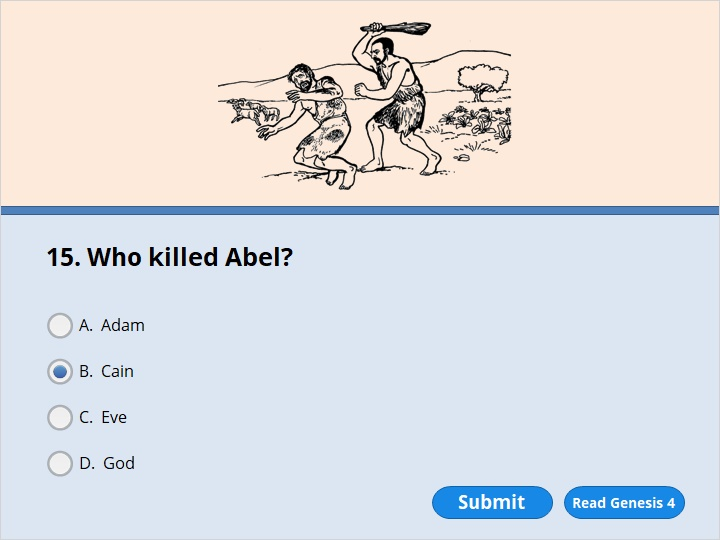 15. Who killed Abel?
A. Adam
B. Cain
C. Eve
D. God
Submit
Read Genesis 4